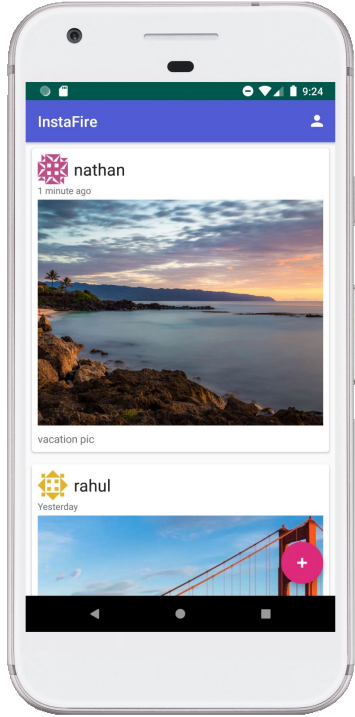 9:24
InstaFire
nathan
1 minute ago
vacation pic
rahul
Yesterday
+